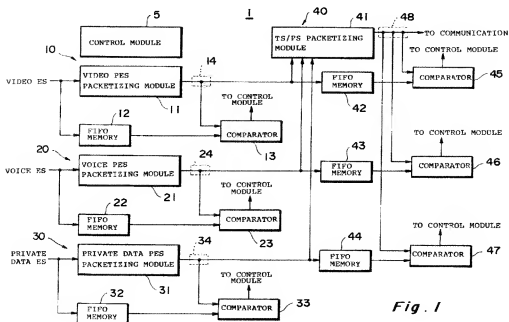 1
5
CONTROL MODULE
40
41
TS/PS PACKETIZING
MODULE
48
TO COMMUNICATION
TO CONTROL
MODULE
10
VIDEO ES
VIDEO PES
PACKETIZING MODULE
11
14
TO CONTROL
MODULE
FIFO
MEMORY
42
COMPARATOR
45
12
FIFO
MEMORY
COMPARATOR
13
TO CONTROL
MODULE
20
VOICE ES
VOICE PES
PACKETIZING MODULE
21
24
TO CONTROL
MODULE
43
FIFO
MEMORY
COMPARATOR
46
22
FIFO
MEMORY
COMPARATOR
23
TO CONTROL
MODULE
30
PRIVATE
DATA ES
PRIVATE DATA PES
PACKETIZING MODULE
31
34
TO CONTROL
MODULE
44
FIFO
MEMORY
COMPARATOR
47
32
FIFO
MEMORY
COMPARATOR
33
Fig. 1